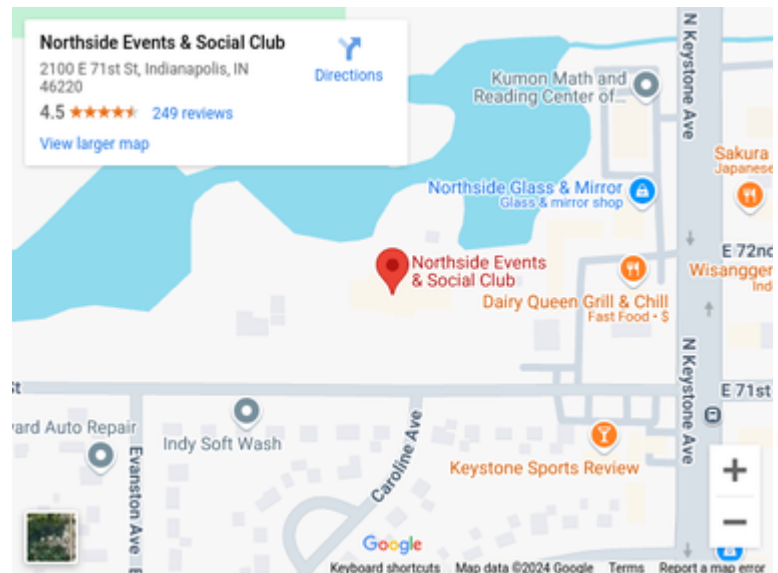 Northside Events & Social Club
2100 E 71st St, Indianapolis, IN
46220
Directions
4.5
249 reviews
View larger map
N Keystone Ave
Kumon Math and
Reading Center of...
Sakura
Japanese
Northside Glass & Mirror
Glass & mirror shop
E 72nd
Northside Events
& Social Club
Wisanggen
Dairy Queen Grill & Chill
Fast Food • $
N Keystone Ave
St
E 71st
ard Auto Repair
Indy Soft Wash
Evanston Ave
Caroline Ave
Keystone Sports Review
+
−
Google
Keyboard shortcuts Map data ©2024 Google Terms Report a map error